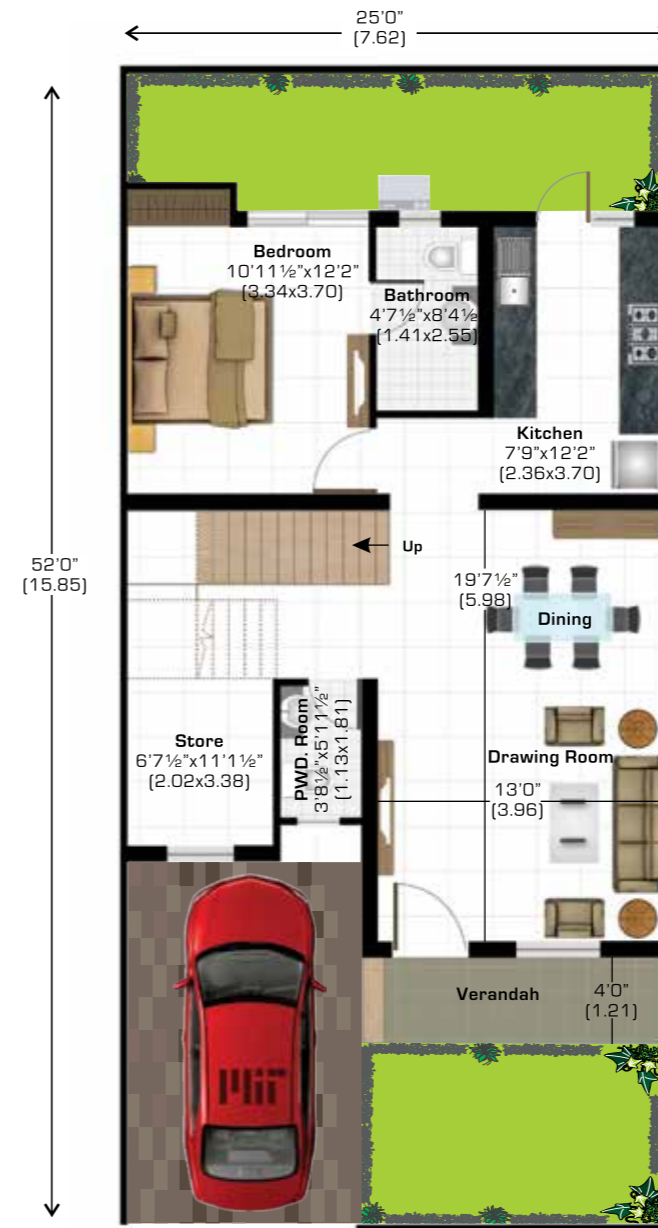 25'0"
(7.62)
52'0"
(15.85)
Bedroom
10'11½"x12'2"
(3.34x3.70)
Bathroom
4'7½"x8'4½
(1.41x2.55)
Kitchen
7'9"x12'2"
(2.36x3.70)
Up
19'7½"
(5.98)
Dining
Store
6'7½"x11'1½"
(2.02x3.38)
PWD. Room
3'8½"x5'11½"
(1.13x1.81)
Drawing Room
13'0"
(3.96)
Verandah
4'0"
(1.21)